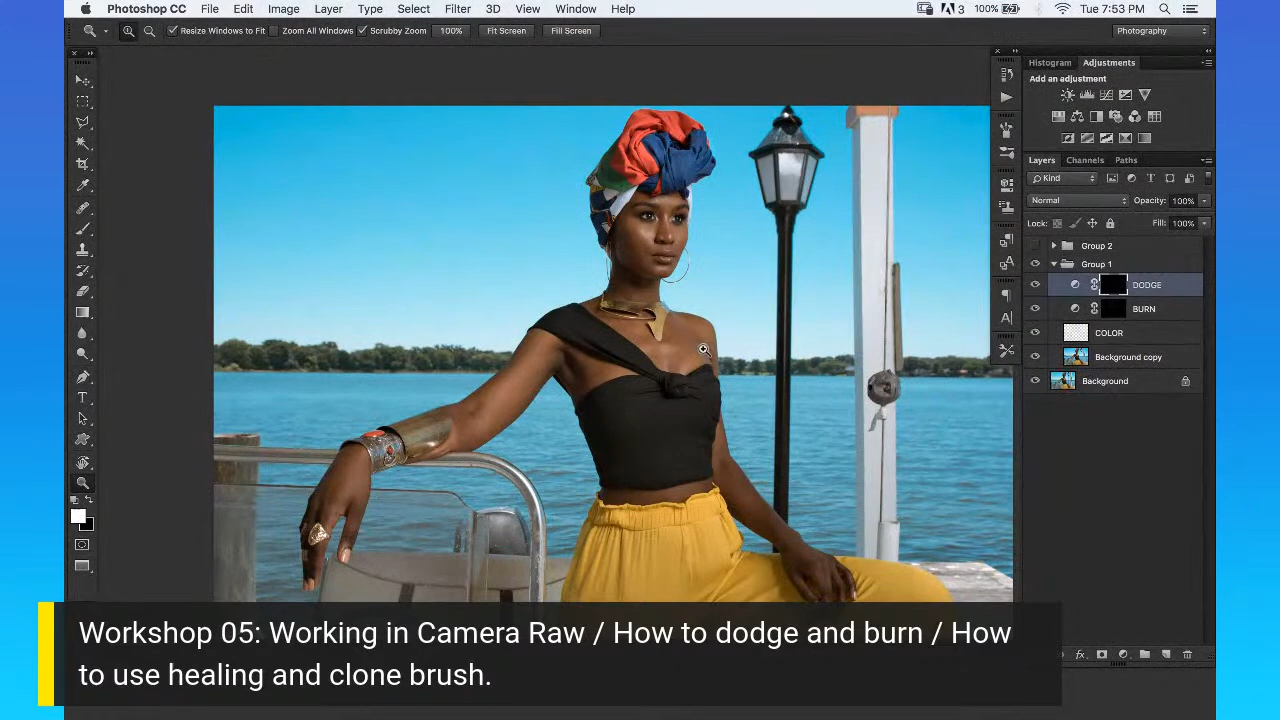 Photoshop CC File Edit Image Layer Type Select Filter 3D View Window Help 3 100% Tue 7:53 PM
Resize Windows to Fit Zoom All Windows Scrubby Zoom 100% Fit Screen Fill Screen Photography
Histogram Adjustments
Add an adjustment
Layers Channels Paths
Kind
Normal Opacity: 100%
Lock: Fill: 100%
Group 2
Group 1
DODGE
BURN
COLOR
Background copy
Background
Workshop 05: Working in Camera Raw / How to dodge and burn / How
to use healing and clone brush.